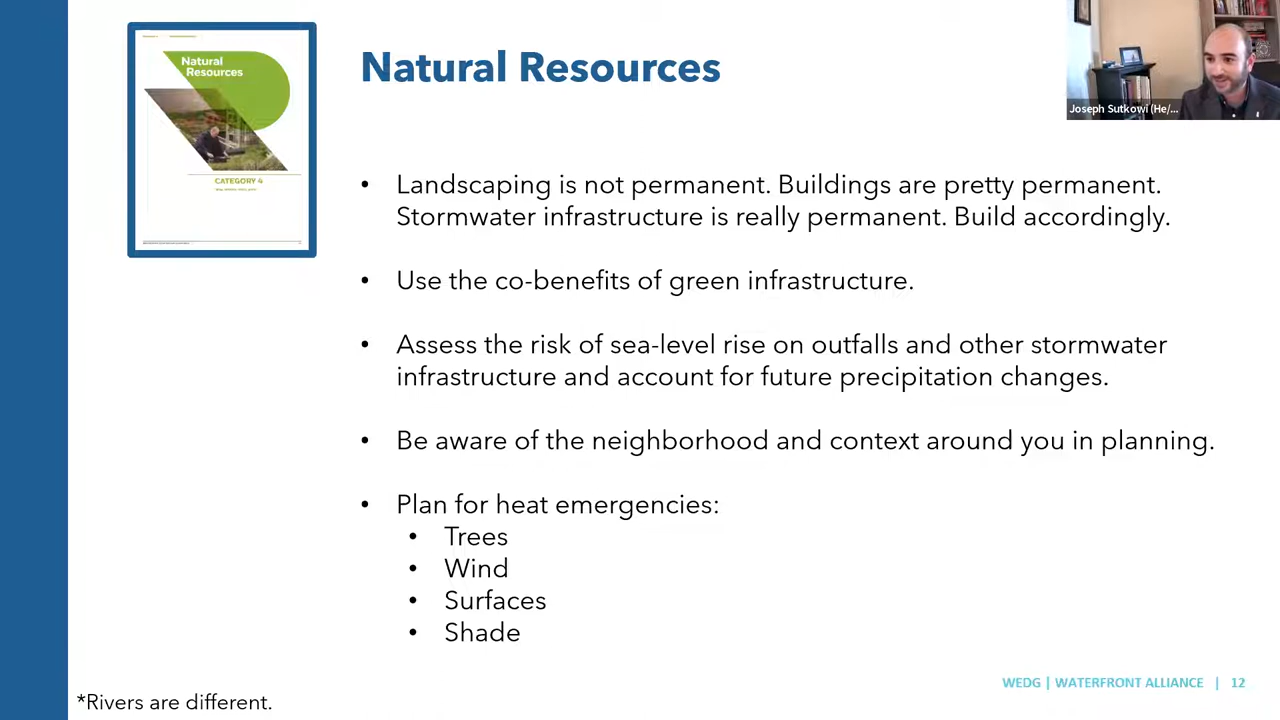 Natural
Resources
CATEGORY 4
Natural Resources
Joseph Sutkowi (He/...
• Landscaping is not permanent. Buildings are pretty permanent.
Stormwater infrastructure is really permanent. Build accordingly.
• Use the co-benefits of green infrastructure.
• Assess the risk of sea-level rise on outfalls and other stormwater
infrastructure and account for future precipitation changes.
• Be aware of the neighborhood and context around you in planning.
• Plan for heat emergencies:
• Trees
• Wind
• Surfaces
• Shade
WEDG | WATERFRONT ALLIANCE | 12
*Rivers are different.